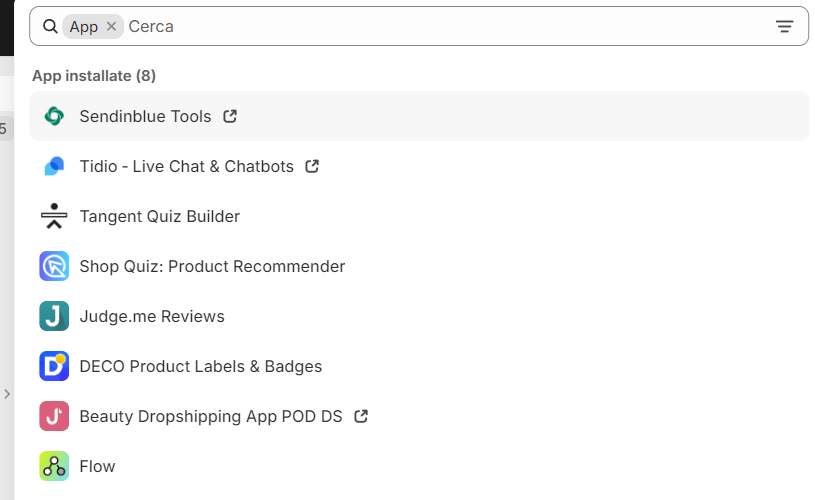 App × Cerca
App installate (8)
Sendinblue Tools
Tidio - Live Chat & Chatbots
5
Tangent Quiz Builder
Shop Quiz: Product Recommender
Judge.me Reviews
DECO Product Labels & Badges
Beauty Dropshipping App POD DS
Flow